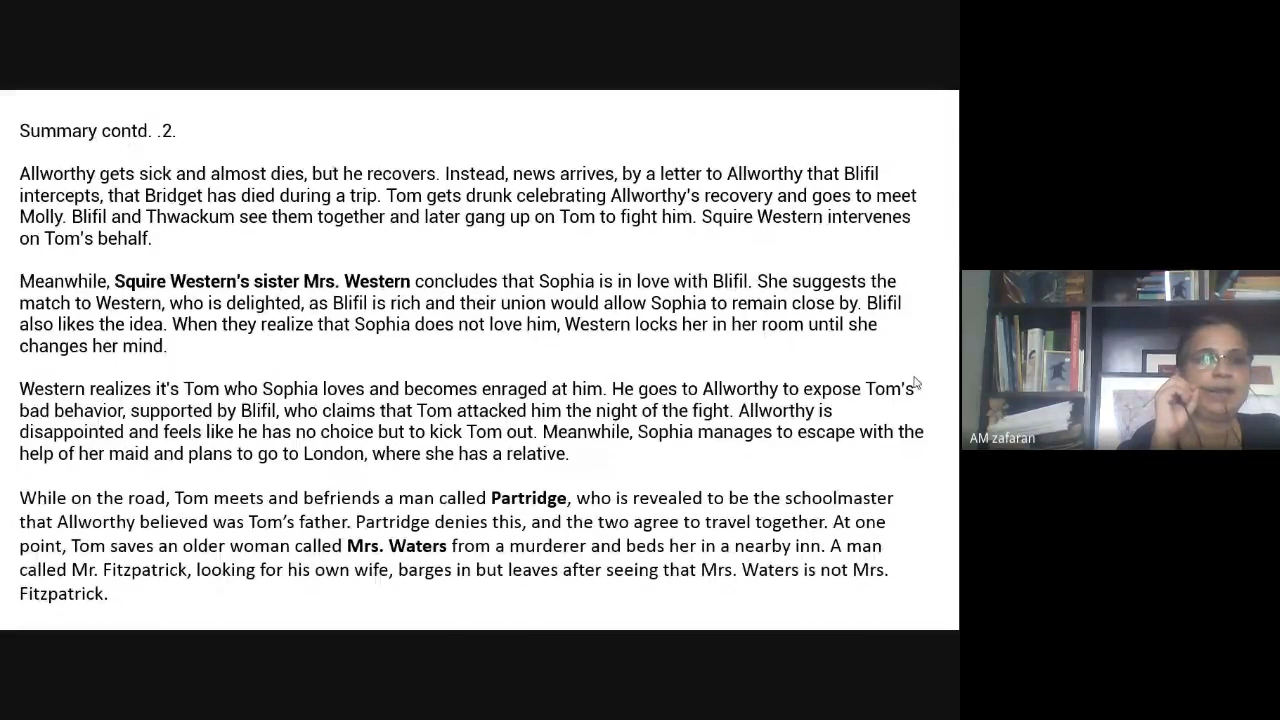 Summary contd. .2.
Allworthy gets sick and almost dies, but he recovers. Instead, news arrives, by a letter to Allworthy that Blifil
intercepts, that Bridget has died during a trip. Tom gets drunk celebrating Allworthy's recovery and goes to meet
Molly. Blifil and Thwackum see them together and later gang up on Tom to fight him. Squire Western intervenes
on Tom's behalf.
Meanwhile, Squire Western's sister Mrs. Western concludes that Sophia is in love with Blifil. She suggests the
match to Western, who is delighted, as Blifil is rich and their union would allow Sophia to remain close by. Blifil
also likes the idea. When they realize that Sophia does not love him, Western locks her in her room until she
changes her mind.
Western realizes it's Tom who Sophia loves and becomes enraged at him. He goes to Allworthy to expose Tom's
bad behavior, supported by Blifil, who claims that Tom attacked him the night of the fight. Allworthy is
disappointed and feels like he has no choice but to kick Tom out. Meanwhile, Sophia manages to escape with the
help of her maid and plans to go to London, where she has a relative.
While on the road, Tom meets and befriends a man called Partridge, who is revealed to be the schoolmaster
that Allworthy believed was Tom’s father. Partridge denies this, and the two agree to travel together. At one
point, Tom saves an older woman called Mrs. Waters from a murderer and beds her in a nearby inn. A man
called Mr. Fitzpatrick, looking for his own wife, barges in but leaves after seeing that Mrs. Waters is not Mrs.
Fitzpatrick.
AM zafaran